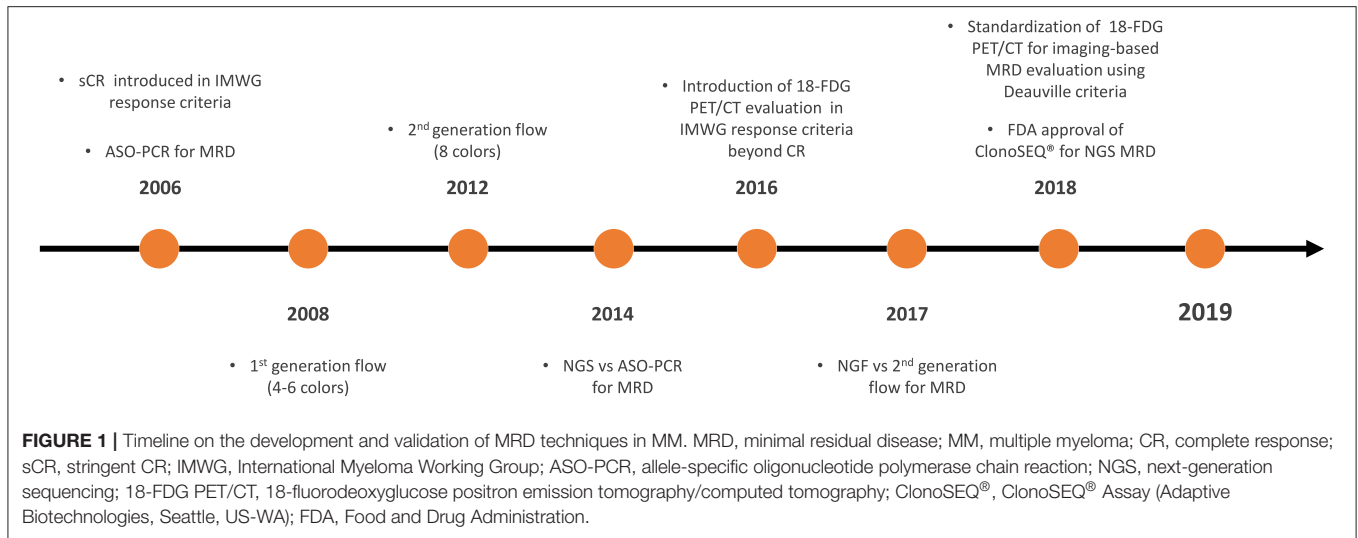 • sCR introduced in IMWG
response criteria
• ASO-PCR for MRD
2006
• 2nd generation flow
(8 colors)
2012
• Introduction of 18-FDG
PET/CT evaluation in
IMWG response criteria
beyond CR
2016
• Standardization of 18-FDG
PET/CT for imaging-based
MRD evaluation using
Deauville criteria
• FDA approval of
ClonoSEQ® for NGS MRD
2018
2008
• 1st generation flow
(4-6 colors)
2014
• NGS vs ASO-PCR
for MRD
2017
• NGF vs 2nd generation
flow for MRD
2019
FIGURE 1 | Timeline on the development and validation of MRD techniques in MM. MRD, minimal residual disease; MM, multiple myeloma; CR, complete response;
sCR, stringent CR; IMWG, International Myeloma Working Group; ASO-PCR, allele-specific oligonucleotide polymerase chain reaction; NGS, next-generation
sequencing; 18-FDG PET/CT, 18-fluorodeoxyglucose positron emission tomography/computed tomography; ClonoSEQ®, ClonoSEQ® Assay (Adaptive
Biotechnologies, Seattle, US-WA); FDA, Food and Drug Administration.